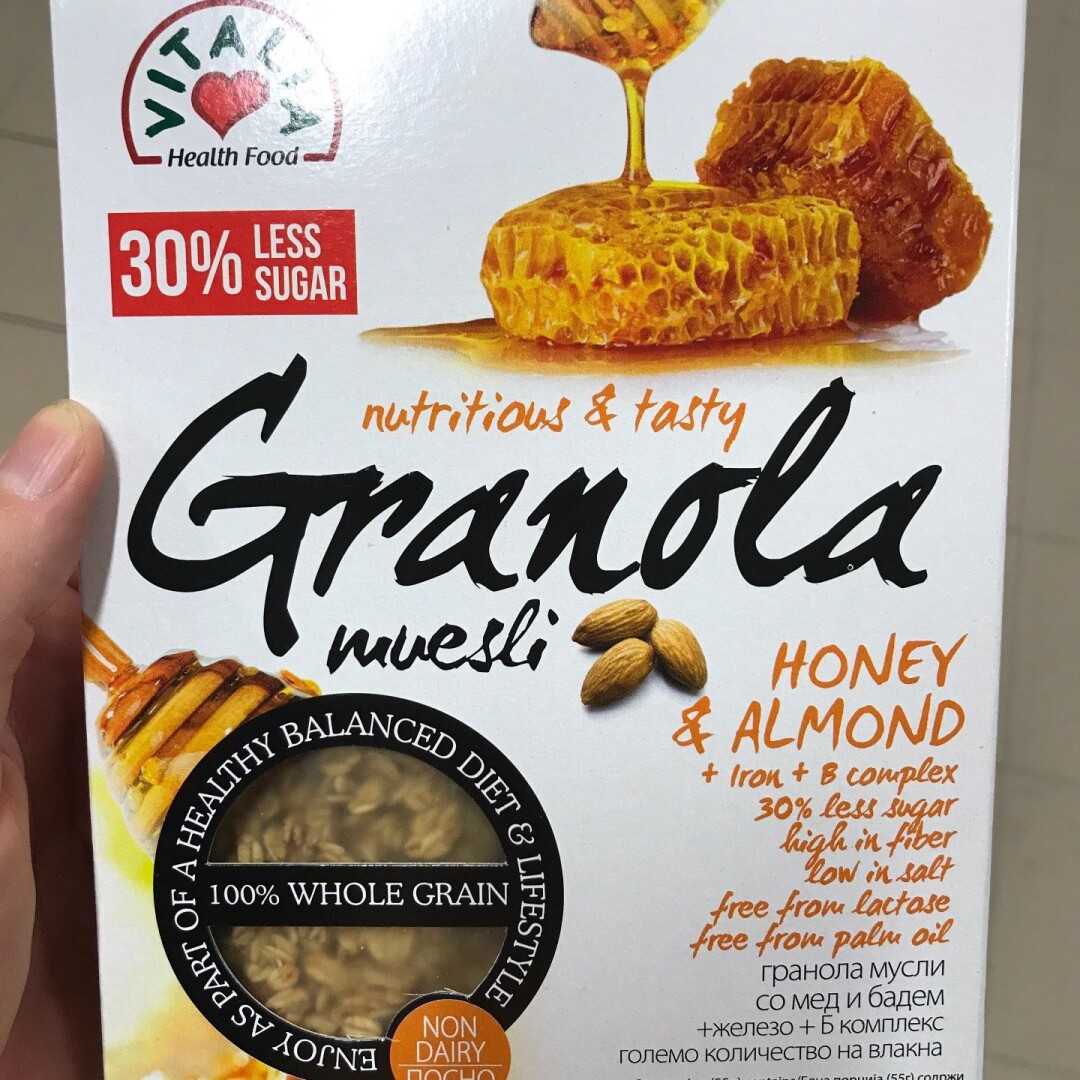 VITALIA
Health Food
30% LESS
SUGAR
nutritious & tasty
Granola
muesli
HONEY
& ALMOND
+ Iron + B complex
30% less sugar
high in fiber
low in salt
free from lactose
free from palm oil
гранола мусли
со мед и бадем
+железо + Б комплекс
големо количество на влакна
ENJOY AS PART OF A HEALTHY BALANCED DIET & LIFESTYLE
100% WHOLE GRAIN
NON
DAIRY
ПОСНО
(55г) содржи